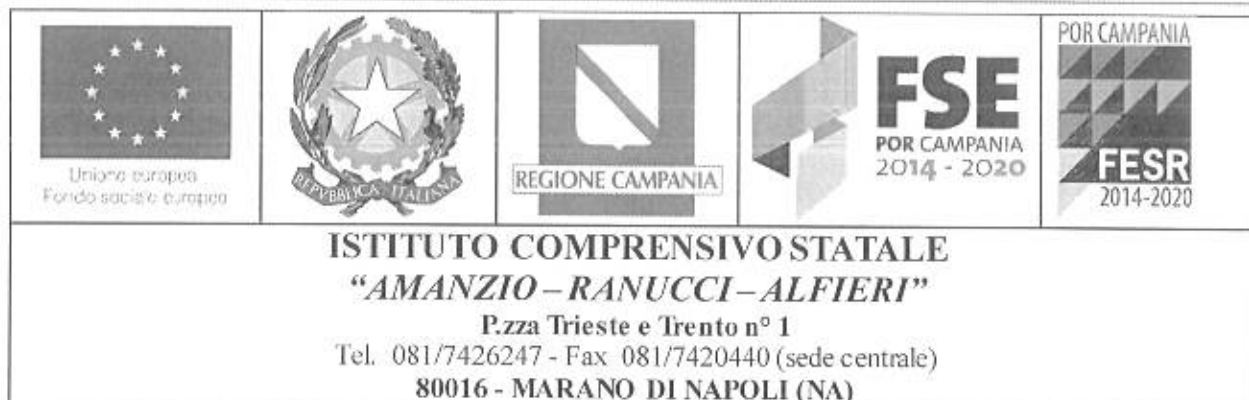 Unione europea
Fondo sociale europeo
REPVBBLICA ITALIANA
REGIONE CAMPANIA
FSE
POR CAMPANIA
2014 - 2020
POR CAMPANIA
FESR
2014-2020
ISTITUTO COMPRENSIVO STATALE
“AMANZIO – RANUCCI – ALFIERI”
P.zza Trieste e Trento n° 1
Tel. 081/7426247 - Fax 081/7420440 (sede centrale)
80016 - MARANO DI NAPOLI (NA)